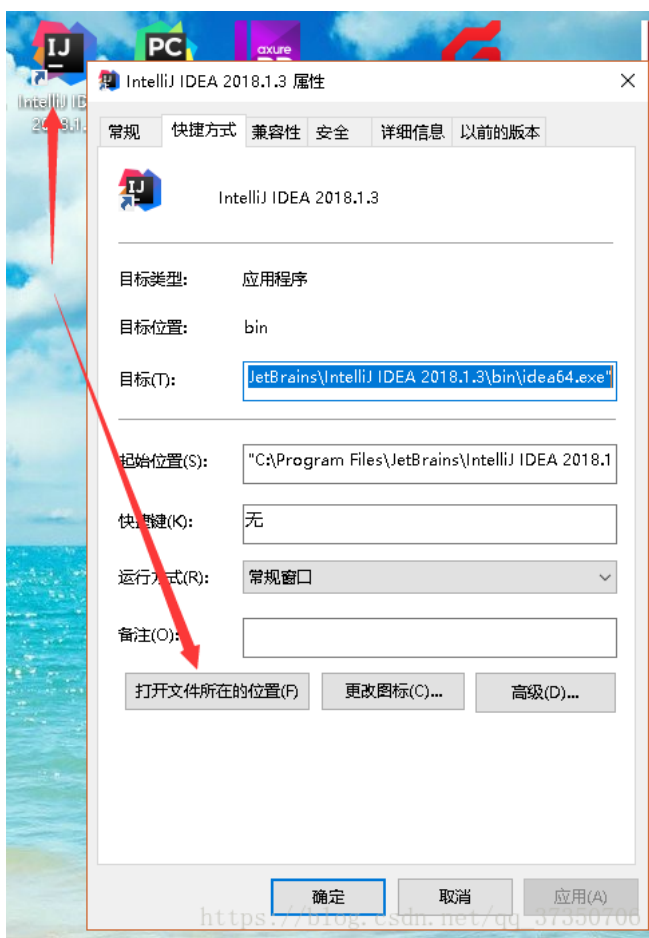 IJ
PC
axure
IntelliJ ID
2018.1.
IntelliJ IDEA 2018.1.3 属性
常规 快捷方式 兼容性 安全 详细信息 以前的版本
IJ
IntelliJ IDEA 2018.1.3
目标类型: 应用程序
目标位置: bin
目标(T): JetBrains\IntelliJ IDEA 2018.1.3\bin\idea64.exe"
起始位置(S): "C:\Program Files\JetBrains\IntelliJ IDEA 2018.1
快捷键(K): 无
运行方式(R): 常规窗口
备注(O):
打开文件所在的位置(F) 更改图标(C)... 高级(D)...
确定 取消 应用(A)
https://blog.csdn.net/qq_37350706